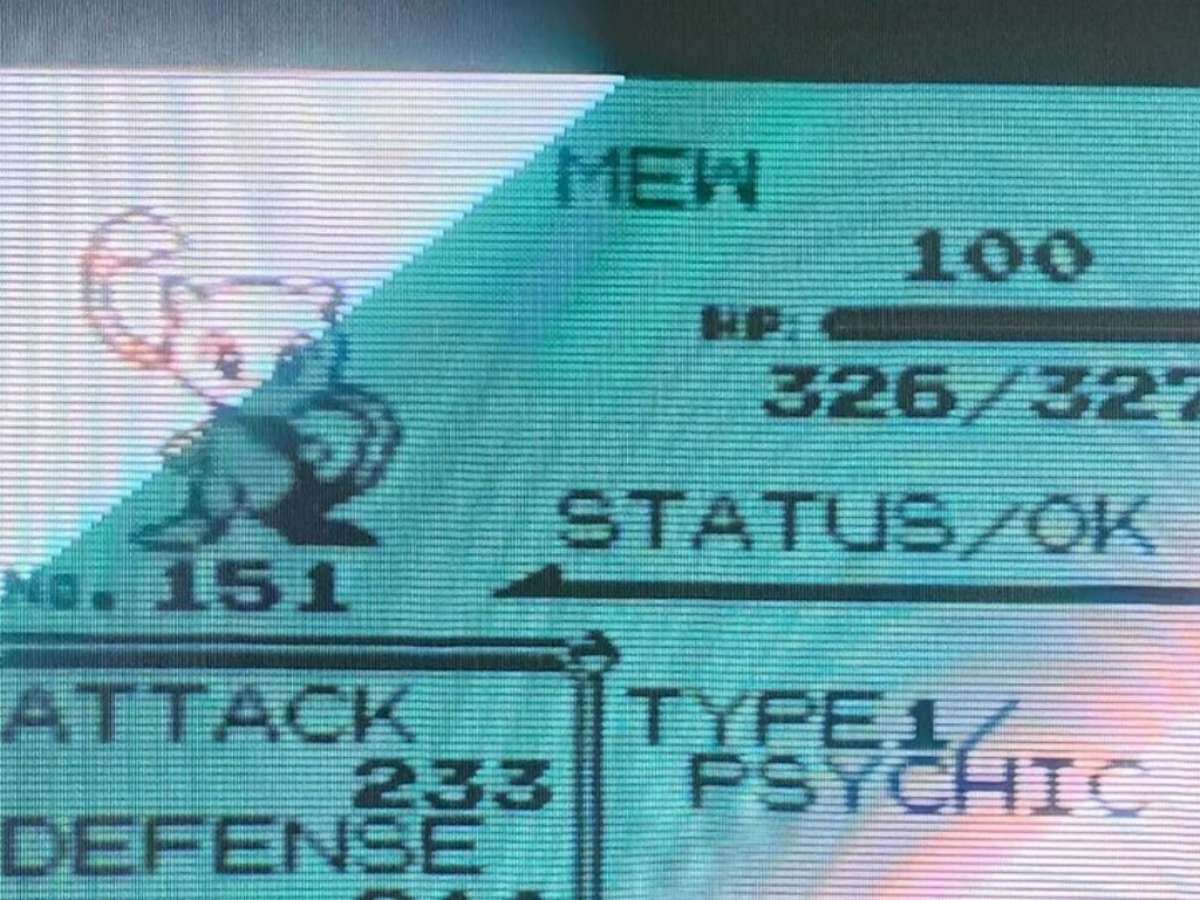 MEW
100
HP:
326/327
STATUS/OK
No. 151
ATTACK
233
DEFENSE
TYPE1/
PSYCHIC